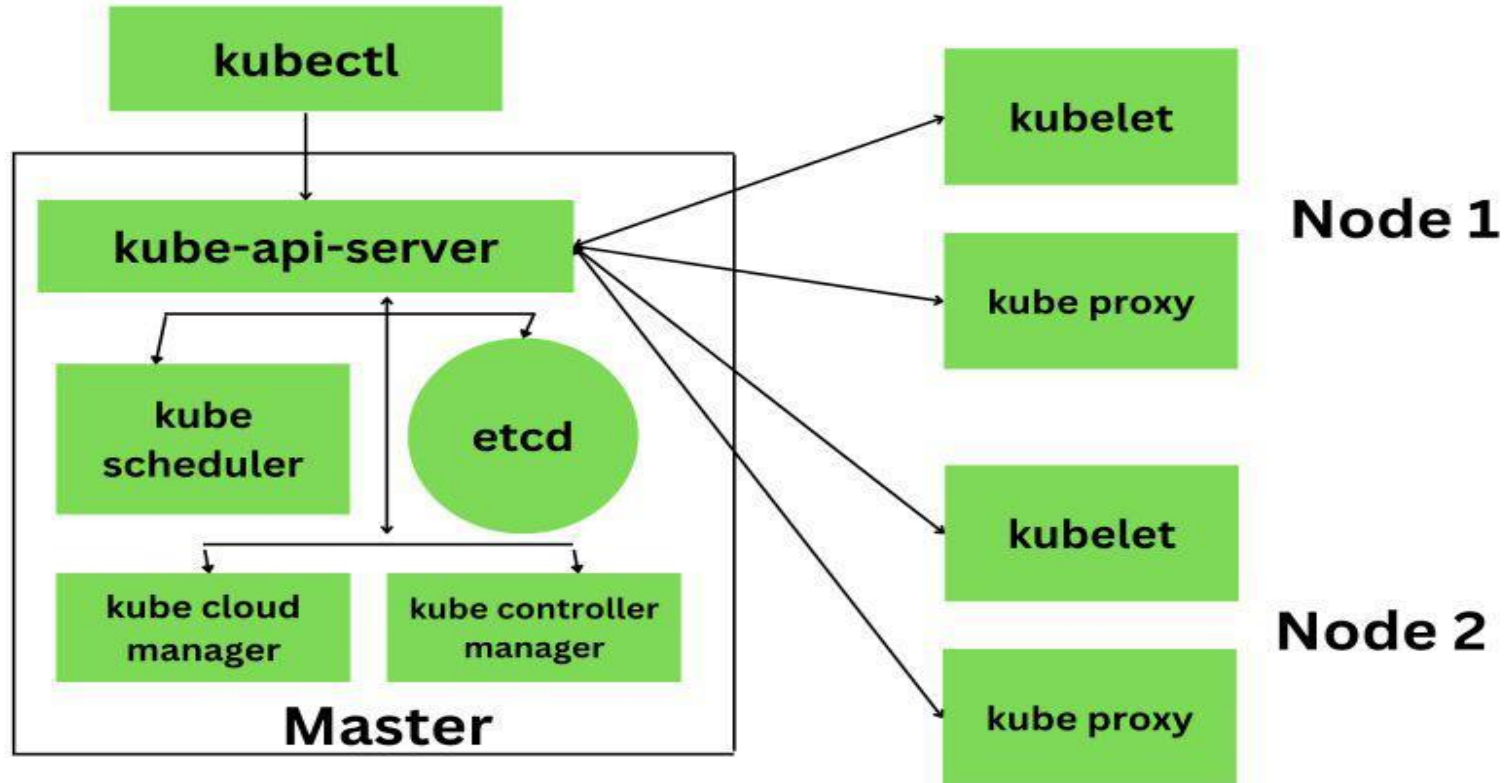 kubectl
kube-api-server
kube
scheduler
etcd
kube cloud
manager
kube controller
manager
Master
kubelet
kube proxy
Node 1
kubelet
kube proxy
Node 2